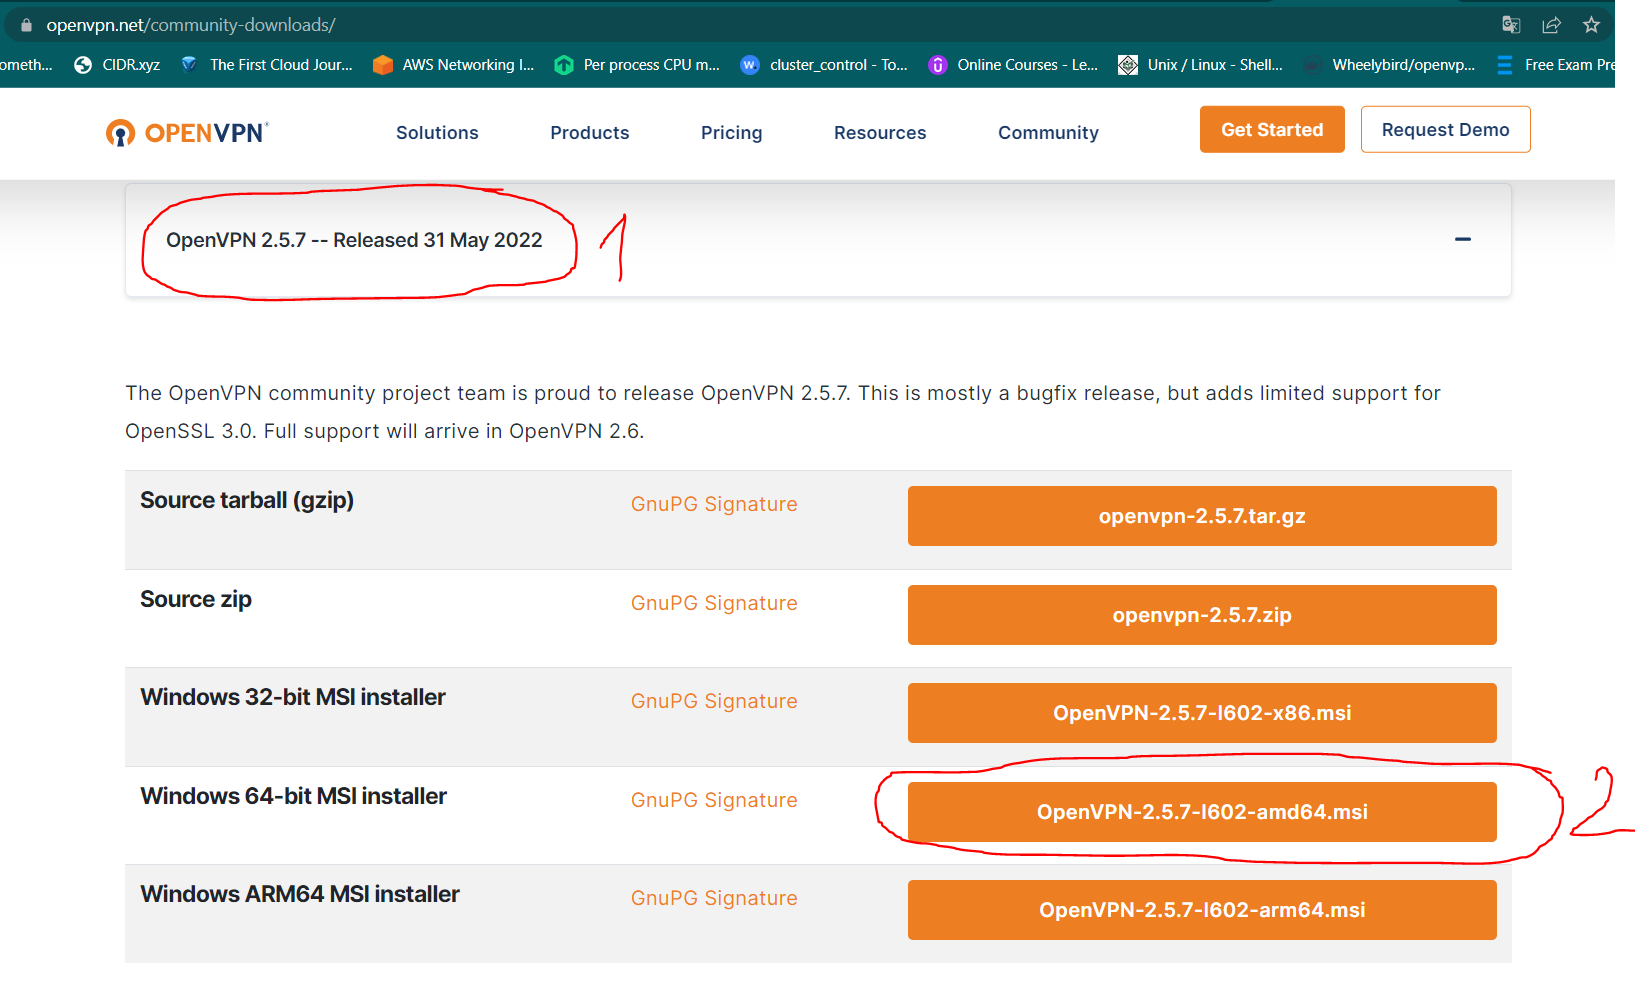 openvpn.net/community-downloads/
ometh... CIDR.xyz The First Cloud Jour... AWS Networking I... Per process CPU m... cluster_control - To... Online Courses - Le... Unix / Linux - Shell... Wheelybird/openvp... Free Exam Pre
OPENVPN® Solutions Products Pricing Resources Community Get Started Request Demo
OpenVPN 2.5.7 -- Released 31 May 2022 1
The OpenVPN community project team is proud to release OpenVPN 2.5.7. This is mostly a bugfix release, but adds limited support for
OpenSSL 3.0. Full support will arrive in OpenVPN 2.6.
Source tarball (gzip) GnuPG Signature openvpn-2.5.7.tar.gz
Source zip GnuPG Signature openvpn-2.5.7.zip
Windows 32-bit MSI installer GnuPG Signature OpenVPN-2.5.7-I602-x86.msi
Windows 64-bit MSI installer GnuPG Signature OpenVPN-2.5.7-I602-amd64.msi 2
Windows ARM64 MSI installer GnuPG Signature OpenVPN-2.5.7-I602-arm64.msi